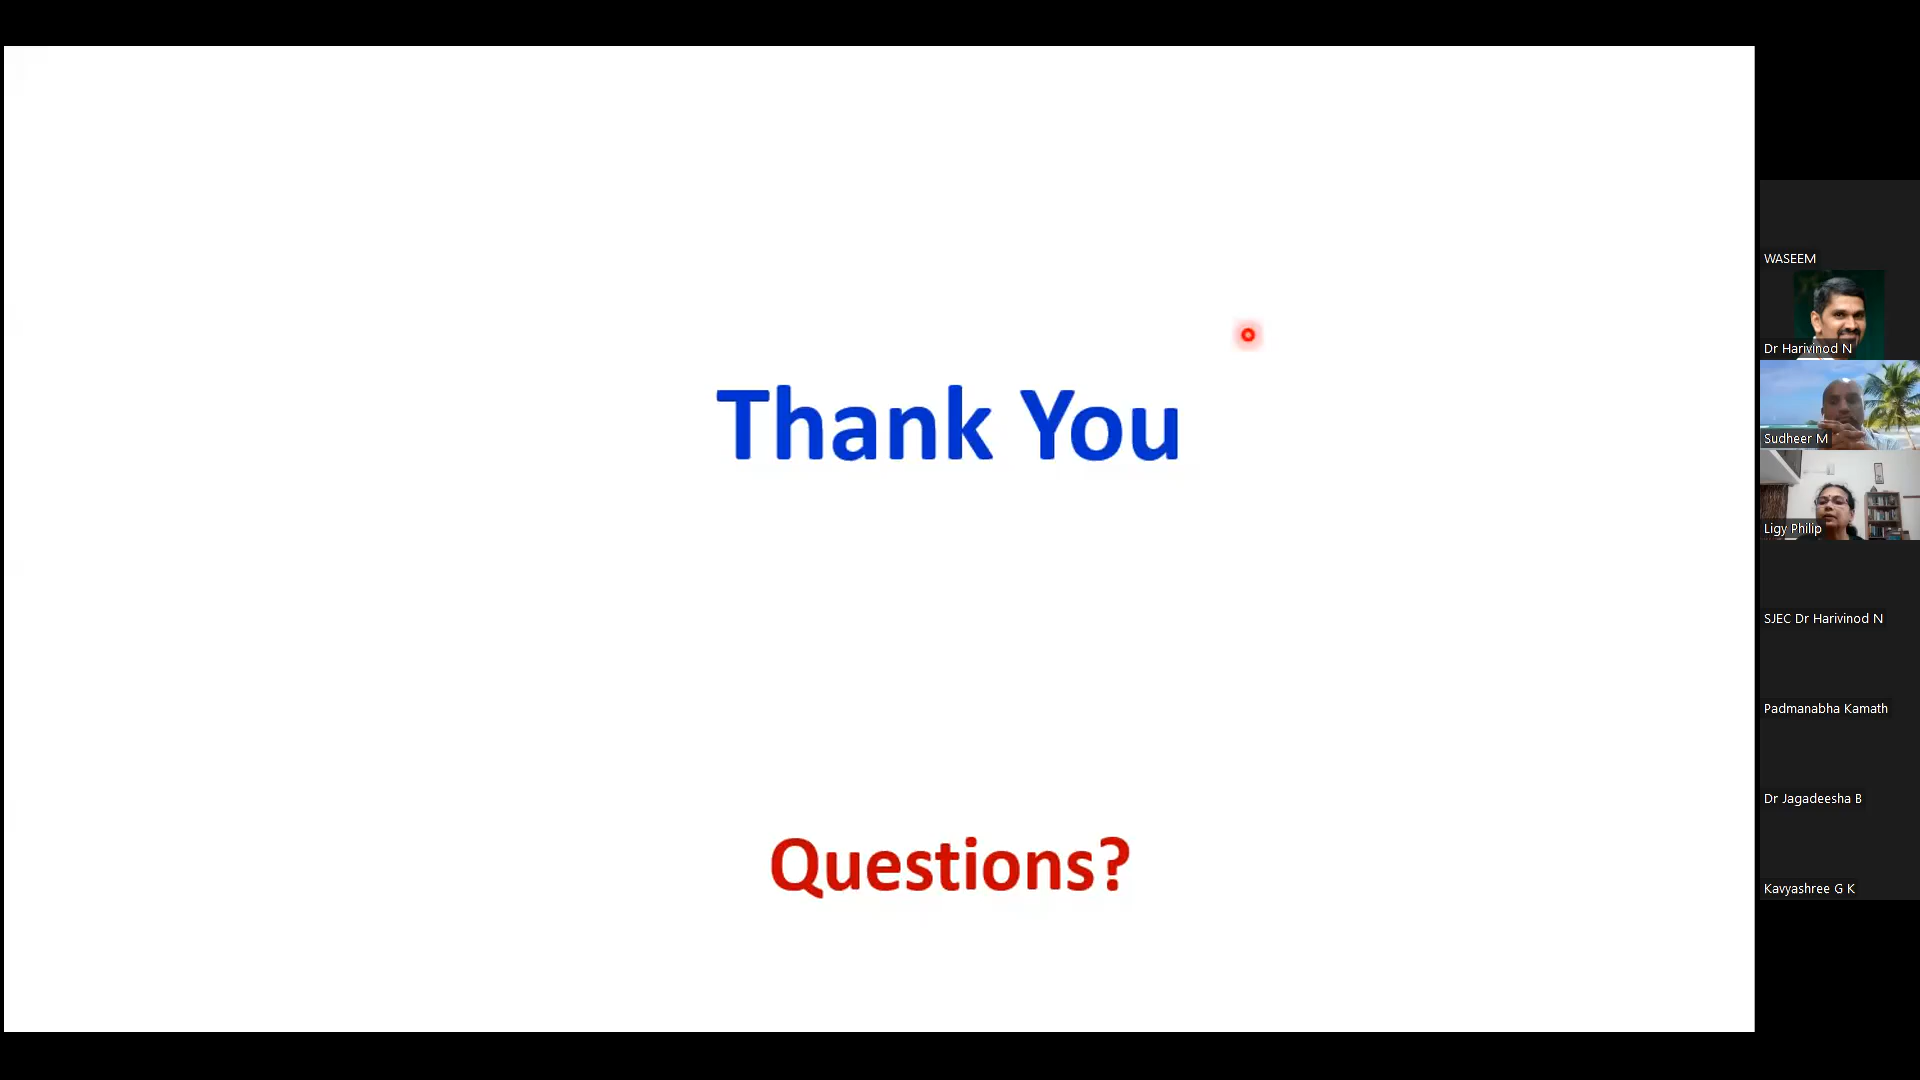 Thank You
Questions?
WASEEM
Dr Harivinod N
Sudheer M
Ligy Philip
SJEC Dr Harivinod N
Padmanabha Kamath
Dr Jagadeesha B
Kavyashree G K